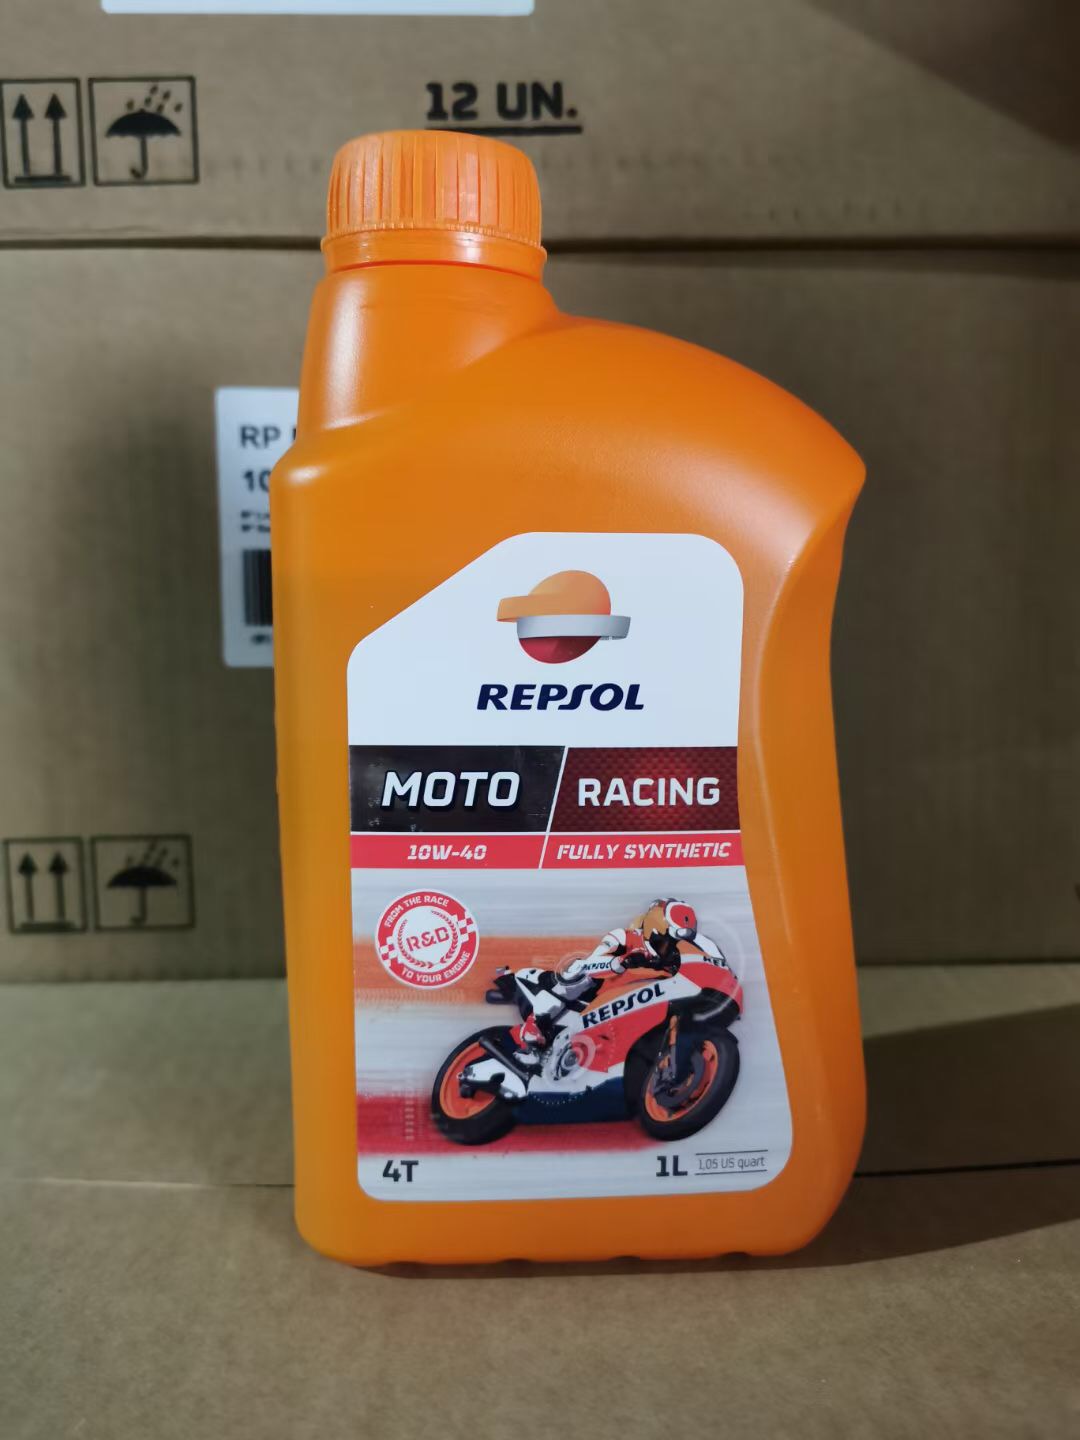 12 UN.
RP
10
REPSOL
MOTO RACING
10W-40 FULLY SYNTHETIC
FROM THE RACE
R&D
TO YOUR ENGINE
REPSOL
REPSOL
4T 1L 1,05 US quart